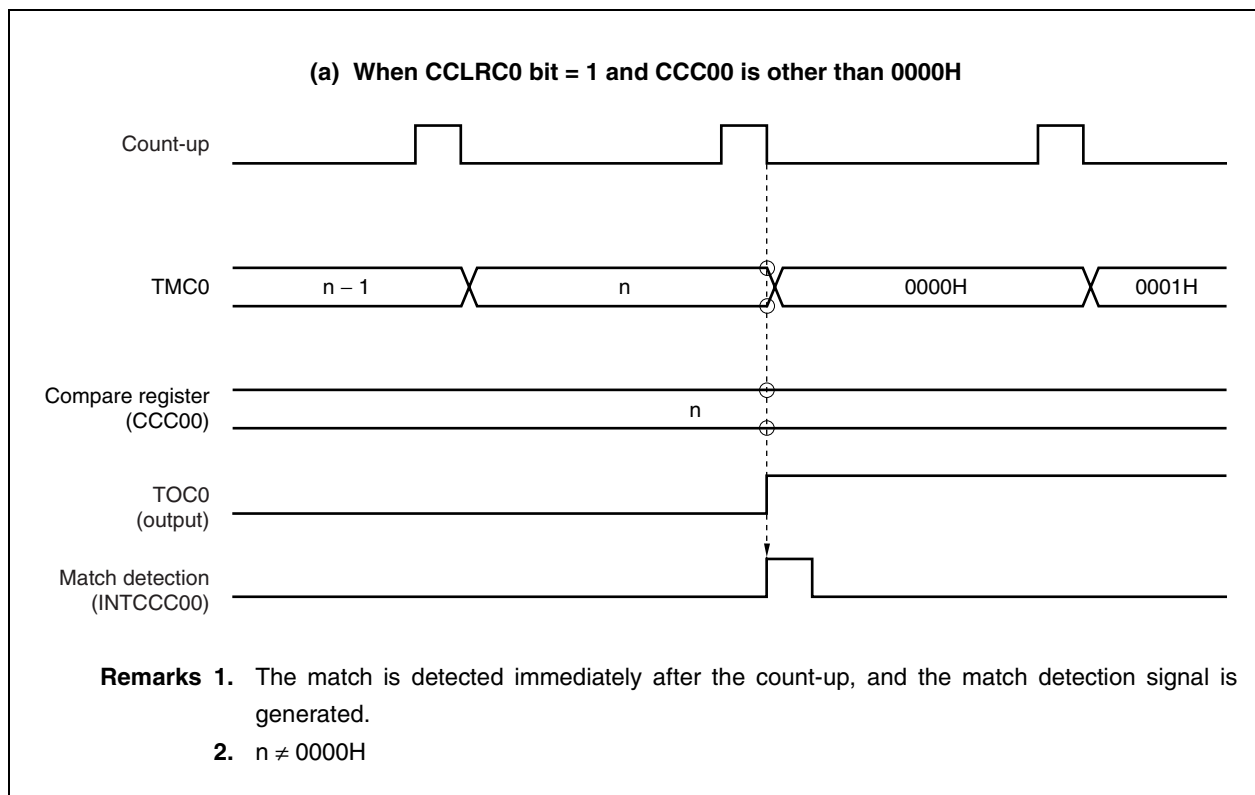 (a) When CCLRC0 bit = 1 and CCC00 is other than 0000H
Count-up
TMC0
n – 1
n
0000H
0001H
Compare register
(CCC00)
n
TOC0
(output)
Match detection
(INTCCC00)
Remarks 1. The match is detected immediately after the count-up, and the match detection signal is
generated.
2. n ≠ 0000H